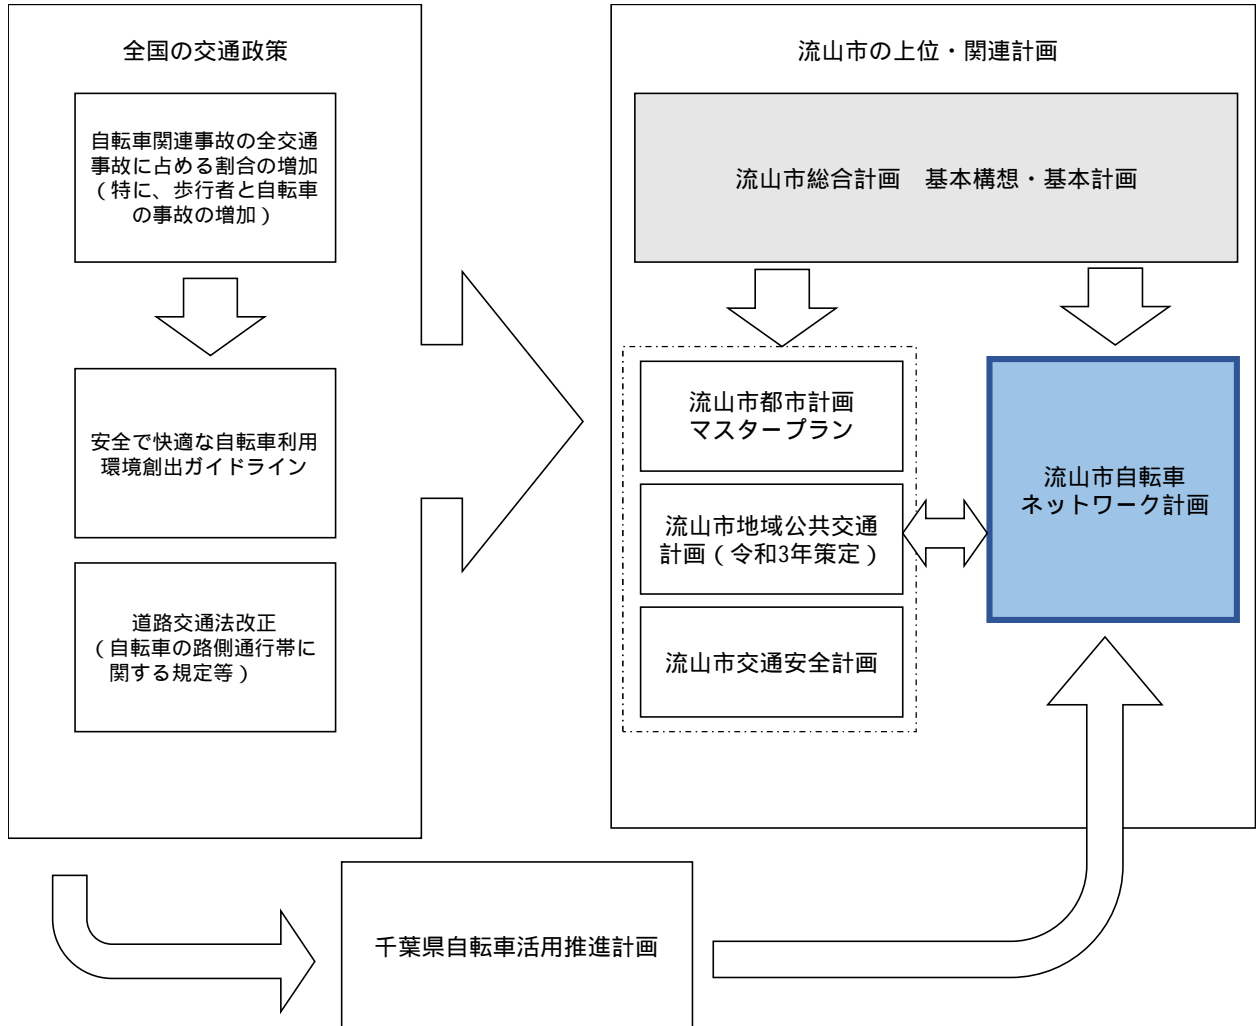 全国の交通政策
自転車関連事故の全交通
事故に占める割合の増加
(特に、歩行者と自転車
の事故の増加)
安全で快適な自転車利用
環境創出ガイドライン
道路交通法改正
(自転車の路側通行帯に
関する規定等)
流山市の上位・関連計画
流山市総合計画 基本構想・基本計画
流山市都市計画
マスタープラン
流山市地域公共交通
計画(令和3年策定)
流山市交通安全計画
流山市自転車
ネットワーク計画
千葉県自転車活用推進計画